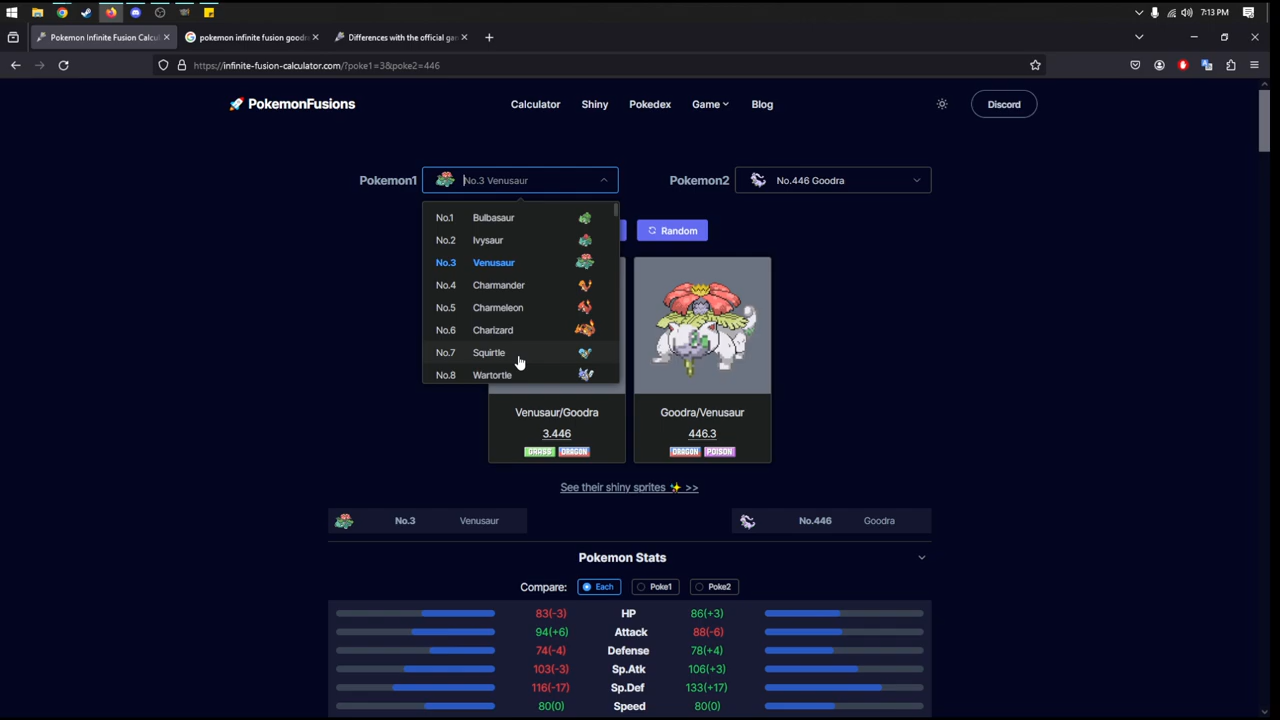 7:13 PM
Pokemon Infinite Fusion Calcul
pokemon infinite fusion goodr
Differences with the official gam
https://infinite-fusion-calculator.com/?poke1=3&poke2=446
PokemonFusions
Calculator
Shiny
Pokedex
Game
Blog
Discord
Pokemon1
No.3 Venusaur
Pokemon2
No.446 Goodra
No.1 Bulbasaur
No.2 Ivysaur
No.3 Venusaur
No.4 Charmander
No.5 Charmeleon
No.6 Charizard
No.7 Squirtle
No.8 Wartortle
Random
Venusaur/Goodra
3.446
GRASS DRAGON
Goodra/Venusaur
446.3
DRAGON POISON
See their shiny sprites ✨ >>
No.3 Venusaur
No.446 Goodra
Pokemon Stats
Compare: Each Poke1 Poke2
83(-3) HP 86(+3)
94(+6) Attack 88(-6)
74(-4) Defense 78(+4)
103(-3) Sp.Atk 106(+3)
116(-17) Sp.Def 133(+17)
80(0) Speed 80(0)